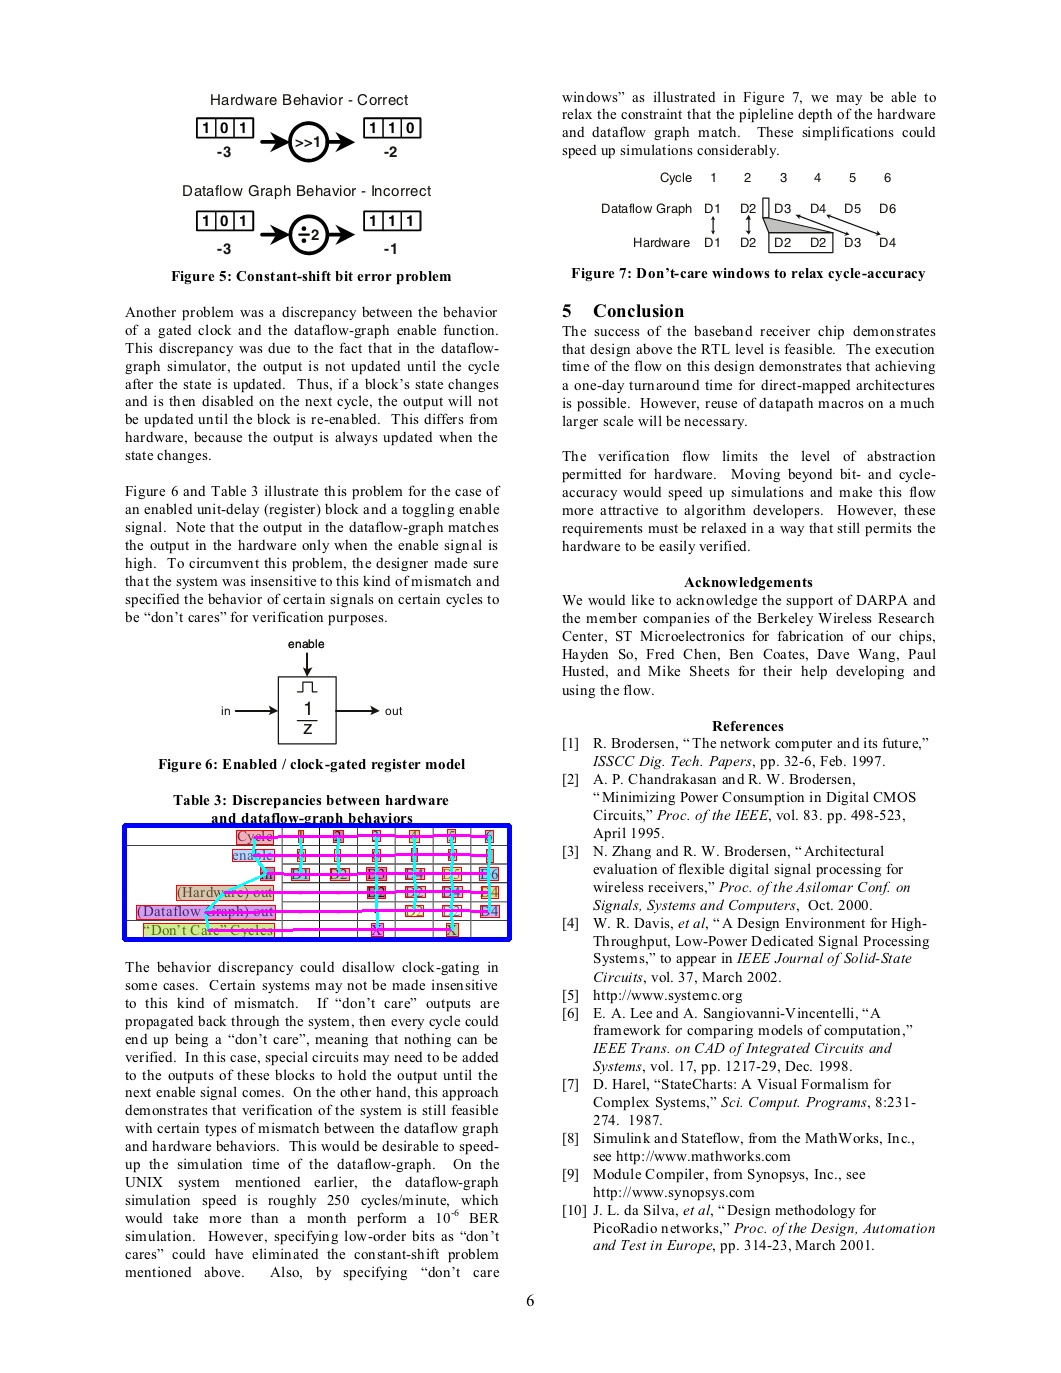 Hardware Behavior - Correct
1 0 1 >>1 1 1 0
-3 -2
Dataflow Graph Behavior - Incorrect
1 0 1 ÷2 1 1 1
-3 -1
Figure 5: Constant-shift bit error problem
Another problem was a discrepancy between the behavior
of a gated clock and the dataflow-graph enable function.
This discrepancy was due to the fact that in the dataflow-
graph simulator, the output is not updated until the cycle
after the state is updated. Thus, if a block's state changes
and is then disabled on the next cycle, the output will not
be updated until the block is re-enabled. This differs from
hardware, because the output is always updated when the
state changes.
Figure 6 and Table 3 illustrate this problem for the case of
an enabled unit-delay (register) block and a toggling enable
signal. Note that the output in the dataflow-graph matches
the output in the hardware only when the enable signal is
high. To circumvent this problem, the designer made sure
that the system was insensitive to this kind of mismatch and
specified the behavior of certain signals on certain cycles to
be “don't cares” for verification purposes.
enable
in 1 out
z
Figure 6: Enabled / clock-gated register model
Table 3: Discrepancies between hardware
and dataflow-graph behaviors
Cycle
enable
in D1 D2
(Hardware) out
(Dataflow graph) out D4
“Don't Care” Cycles X X
The behavior discrepancy could disallow clock-gating in
some cases. Certain systems may not be made insensitive
to this kind of mismatch. If “don't care” outputs are
propagated back through the system, then every cycle could
end up being a “don't care”, meaning that nothing can be
verified. In this case, special circuits may need to be added
to the outputs of these blocks to hold the output until the
next enable signal comes. On the other hand, this approach
demonstrates that verification of the system is still feasible
with certain types of mismatch between the dataflow graph
and hardware behaviors. This would be desirable to speed-
up the simulation time of the dataflow-graph. On the
UNIX system mentioned earlier, the dataflow-graph
simulation speed is roughly 250 cycles/minute, which
would take more than a month perform a 10-6 BER
simulation. However, specifying low-order bits as “don't
cares” could have eliminated the constant-shift problem
mentioned above. Also, by specifying “don't care
windows” as illustrated in Figure 7, we may be able to
relax the constraint that the pipleline depth of the hardware
and dataflow graph match. These simplifications could
speed up simulations considerably.
Cycle 1 2 3 4 5 6
Dataflow Graph D1 D2 D3 D4 D5 D6
Hardware D1 D2 D2 D2 D3 D4
Figure 7: Don't-care windows to relax cycle-accuracy
5 Conclusion
The success of the baseband receiver chip demonstrates
that design above the RTL level is feasible. The execution
time of the flow on this design demonstrates that achieving
a one-day turnaround time for direct-mapped architectures
is possible. However, reuse of datapath macros on a much
larger scale will be necessary.
The verification flow limits the level of abstraction
permitted for hardware. Moving beyond bit- and cycle-
accuracy would speed up simulations and make this flow
more attractive to algorithm developers. However, these
requirements must be relaxed in a way that still permits the
hardware to be easily verified.
Acknowledgements
We would like to acknowledge the support of DARPA and
the member companies of the Berkeley Wireless Research
Center, ST Microelectronics for fabrication of our chips,
Hayden So, Fred Chen, Ben Coates, Dave Wang, Paul
Husted, and Mike Sheets for their help developing and
using the flow.
References
[1] R. Brodersen, “The network computer and its future,”
ISSCC Dig. Tech. Papers, pp. 32-6, Feb. 1997.
[2] A. P. Chandrakasan and R. W. Brodersen,
“Minimizing Power Consumption in Digital CMOS
Circuits,” Proc. of the IEEE, vol. 83. pp. 498-523,
April 1995.
[3] N. Zhang and R. W. Brodersen, “Architectural
evaluation of flexible digital signal processing for
wireless receivers,” Proc. of the Asilomar Conf. on
Signals, Systems and Computers, Oct. 2000.
[4] W. R. Davis, et al, “A Design Environment for High-
Throughput, Low-Power Dedicated Signal Processing
Systems,” to appear in IEEE Journal of Solid-State
Circuits, vol. 37, March 2002.
[5] http://www.systemc.org
[6] E. A. Lee and A. Sangiovanni-Vincentelli, “A
framework for comparing models of computation,”
IEEE Trans. on CAD of Integrated Circuits and
Systems, vol. 17, pp. 1217-29, Dec. 1998.
[7] D. Harel, “StateCharts: A Visual Formalism for
Complex Systems,” Sci. Comput. Programs, 8:231-
274. 1987.
[8] Simulink and Stateflow, from the MathWorks, Inc.,
see http://www.mathworks.com
[9] Module Compiler, from Synopsys, Inc., see
http://www.synopsys.com
[10] J. L. da Silva, et al, “Design methodology for
PicoRadio networks,” Proc. of the Design, Automation
and Test in Europe, pp. 314-23, March 2001.
6